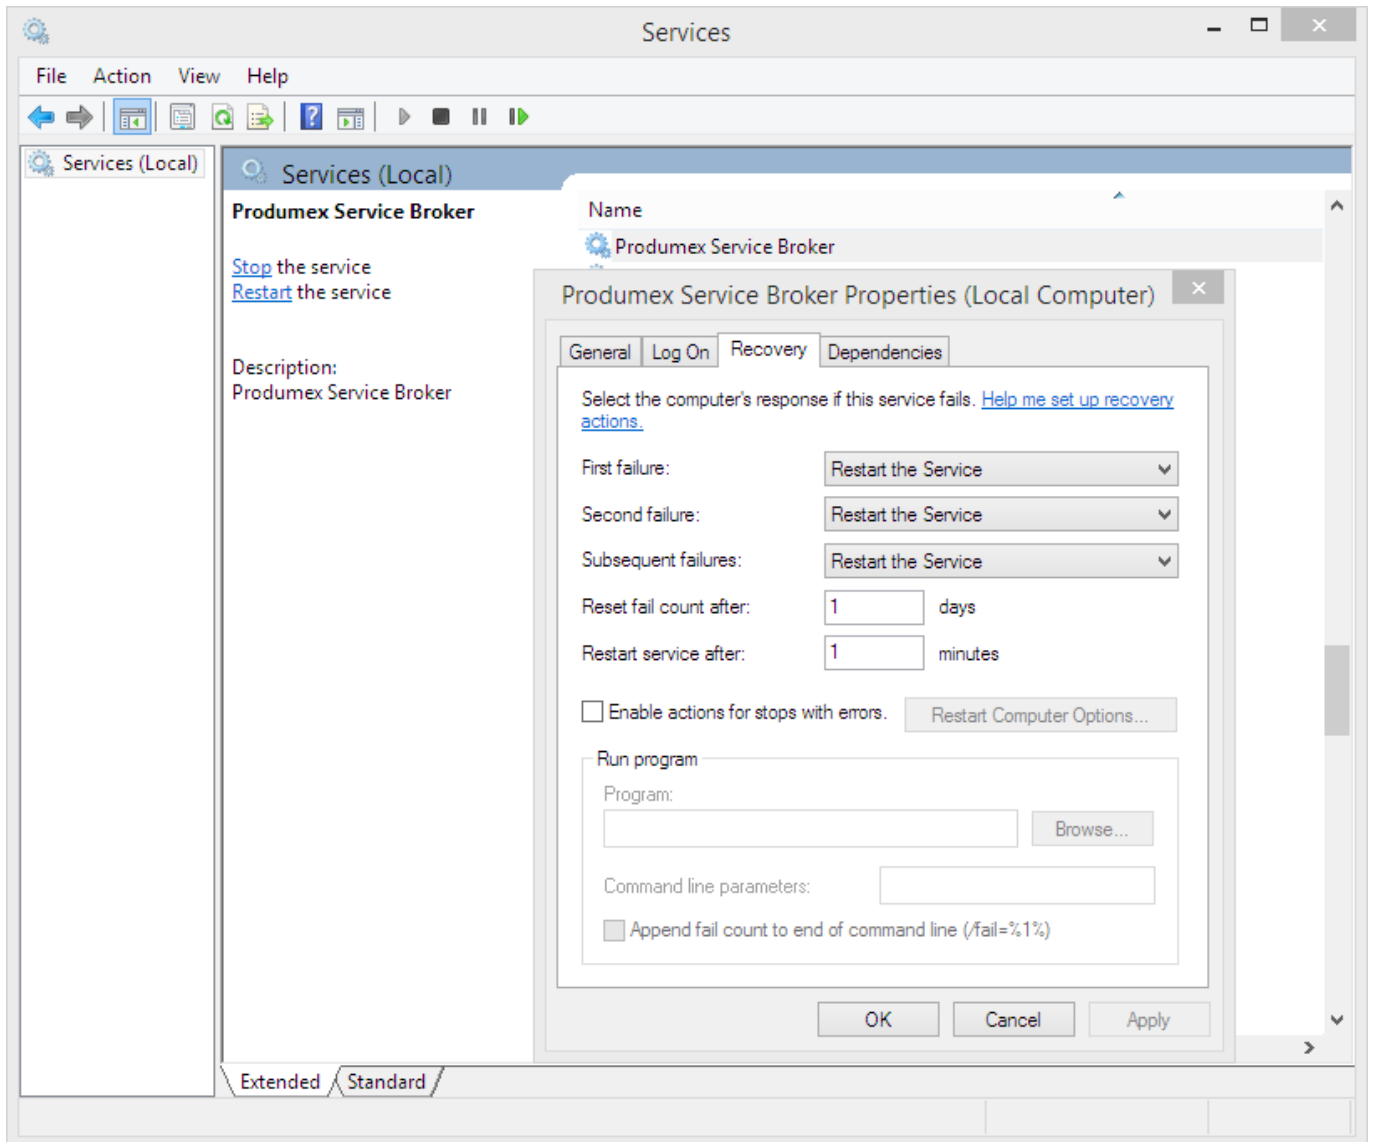 Services
File Action View Help
Services (Local)
Services (Local)
Produmex Service Broker
Stop the service
Restart the service
Description:
Produmex Service Broker
Name
Produmex Service Broker
Produmex Service Broker Properties (Local Computer)
General Log On Recovery Dependencies
Select the computer's response if this service fails. Help me set up recovery
actions.
First failure: Restart the Service
Second failure: Restart the Service
Subsequent failures: Restart the Service
Reset fail count after: 1 days
Restart service after: 1 minutes
Enable actions for stops with errors. Restart Computer Options...
Run program
Program:
Browse...
Command line parameters:
Append fail count to end of command line (/fail=%1%)
OK Cancel Apply
Extended Standard